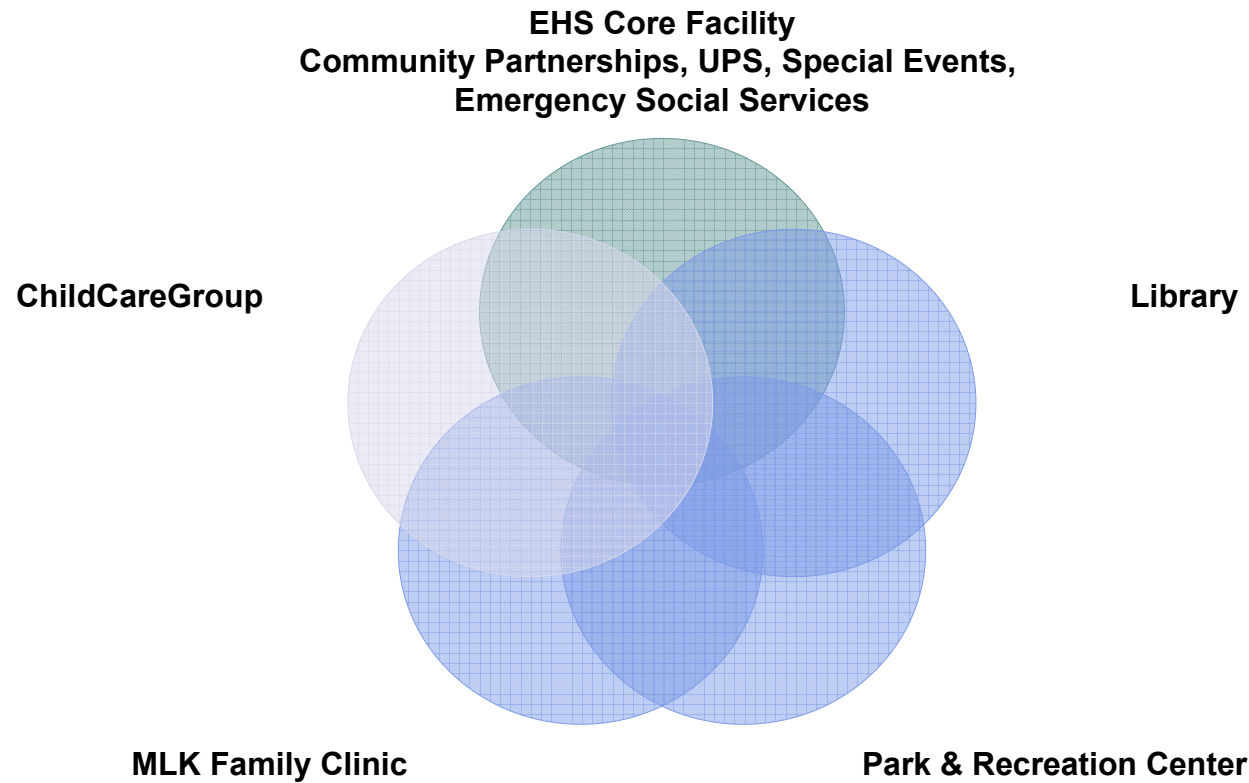 EHS Core Facility
Community Partnerships, UPS, Special Events,
Emergency Social Services
ChildCareGroup
Library
MLK Family Clinic
Park & Recreation Center